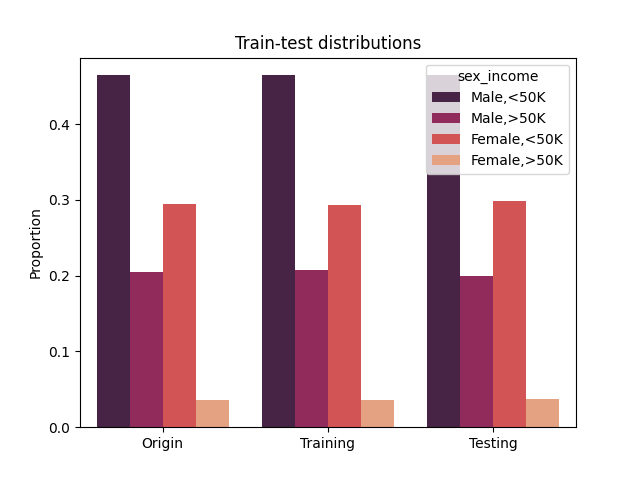 Train-test distributions
sex_income
Male,<50K
Male,>50K
Female,<50K
Female,>50K
Proportion
0.4
0.3
0.2
0.1
0.0
Origin Training Testing